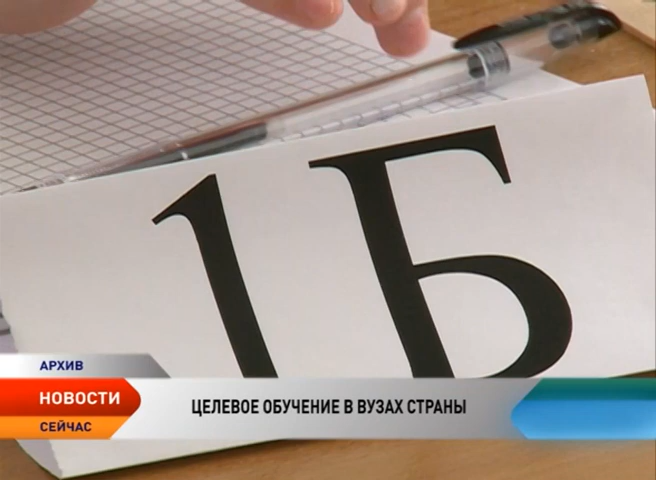 1Б
АРХИВ
НОВОСТИ
СЕЙЧАС
ЦЕЛЕВОЕ ОБУЧЕНИЕ В ВУЗАХ СТРАНЫ